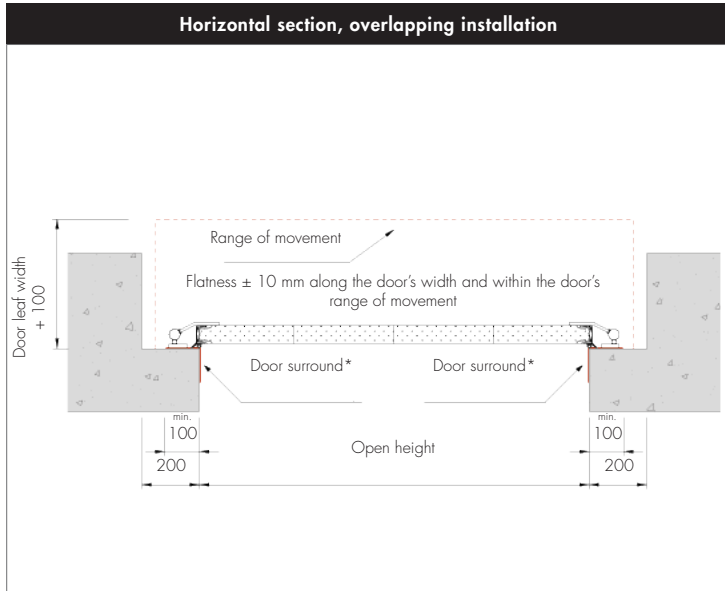 Horizontal section, overlapping installation
Range of movement
Flatness ± 10 mm along the door’s width and within the door’s
range of movement
Door leaf width
+ 100
Door surround*
Door surround*
min.
100
200
Open height
min.
100
200